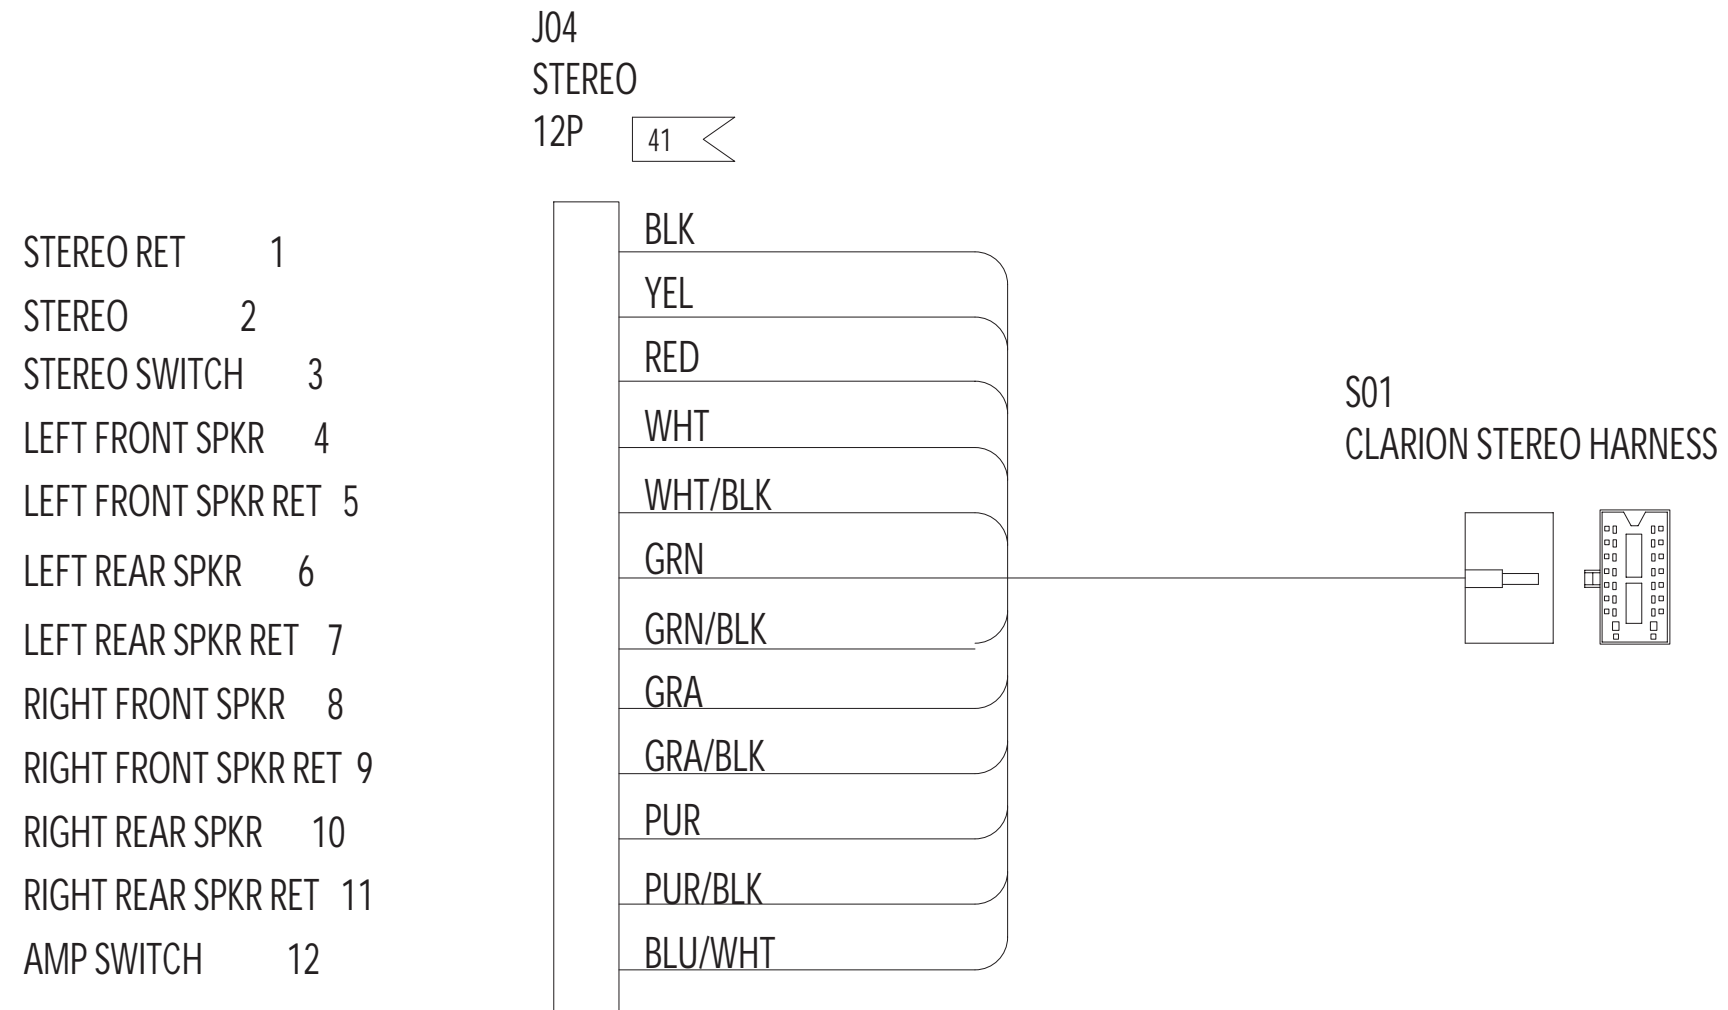 J04
STEREO
12P
41
STEREO RET 1
BLK
STEREO 2
YEL
STEREO SWITCH 3
RED
LEFT FRONT SPKR 4
WHT
LEFT FRONT SPKR RET 5
WHT/BLK
LEFT REAR SPKR 6
GRN
LEFT REAR SPKR RET 7
GRN/BLK
RIGHT FRONT SPKR 8
GRA
RIGHT FRONT SPKR RET 9
GRA/BLK
RIGHT REAR SPKR 10
PUR
RIGHT REAR SPKR RET 11
PUR/BLK
AMP SWITCH 12
BLU/WHT
S01
CLARION STEREO HARNESS